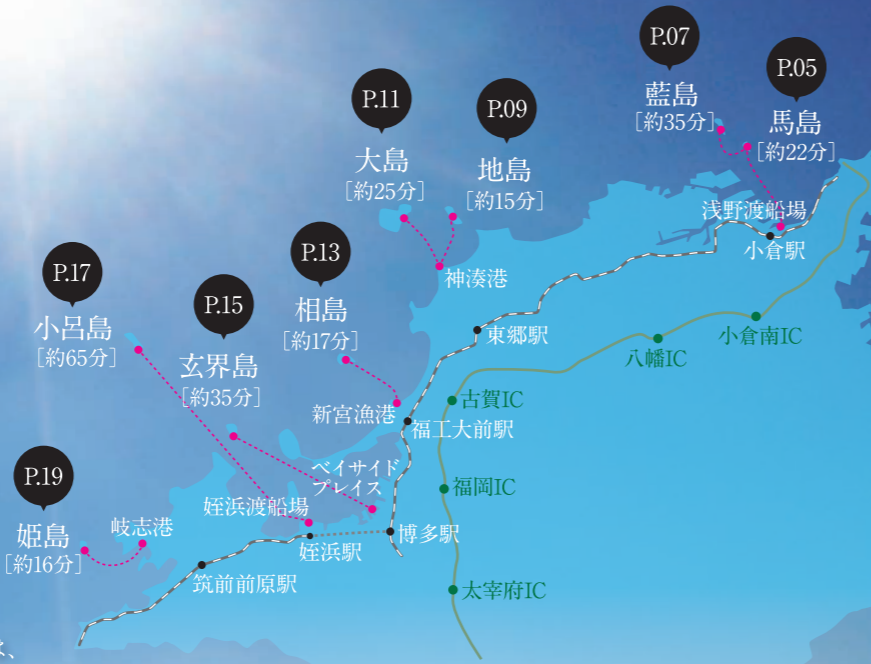 P.07
藍島
[約35分]
P.05
馬島
[約22分]
P.11
大島
[約25分]
P.09
地島
[約15分]
浅野渡船場
小倉駅
神湊港
P.13
相島
[約17分]
P.17
小呂島
[約65分]
P.15
玄界島
[約35分]
東郷駅
小倉南IC
八幡IC
新宮漁港
古賀IC
福工大前駅
ベイサイド
プレイス
福岡IC
P.19
姫島
[約16分]
岐志港
姪浜渡船場
姪浜駅
博多駅
筑前前原駅
太宰府IC